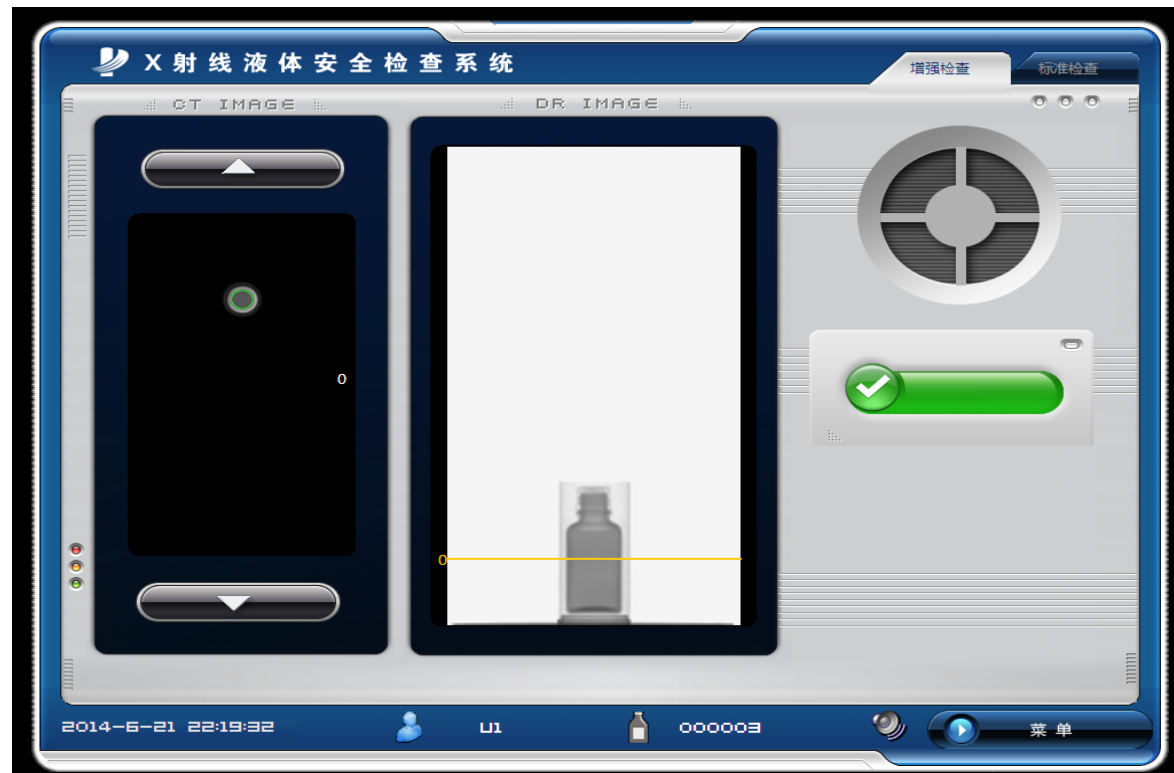 X射线液体安全检查系统
增强检查
标准检查
CT IMAGE
DR IMAGE
0
0
2014-6-21 22:19:32
U1
000003
菜单